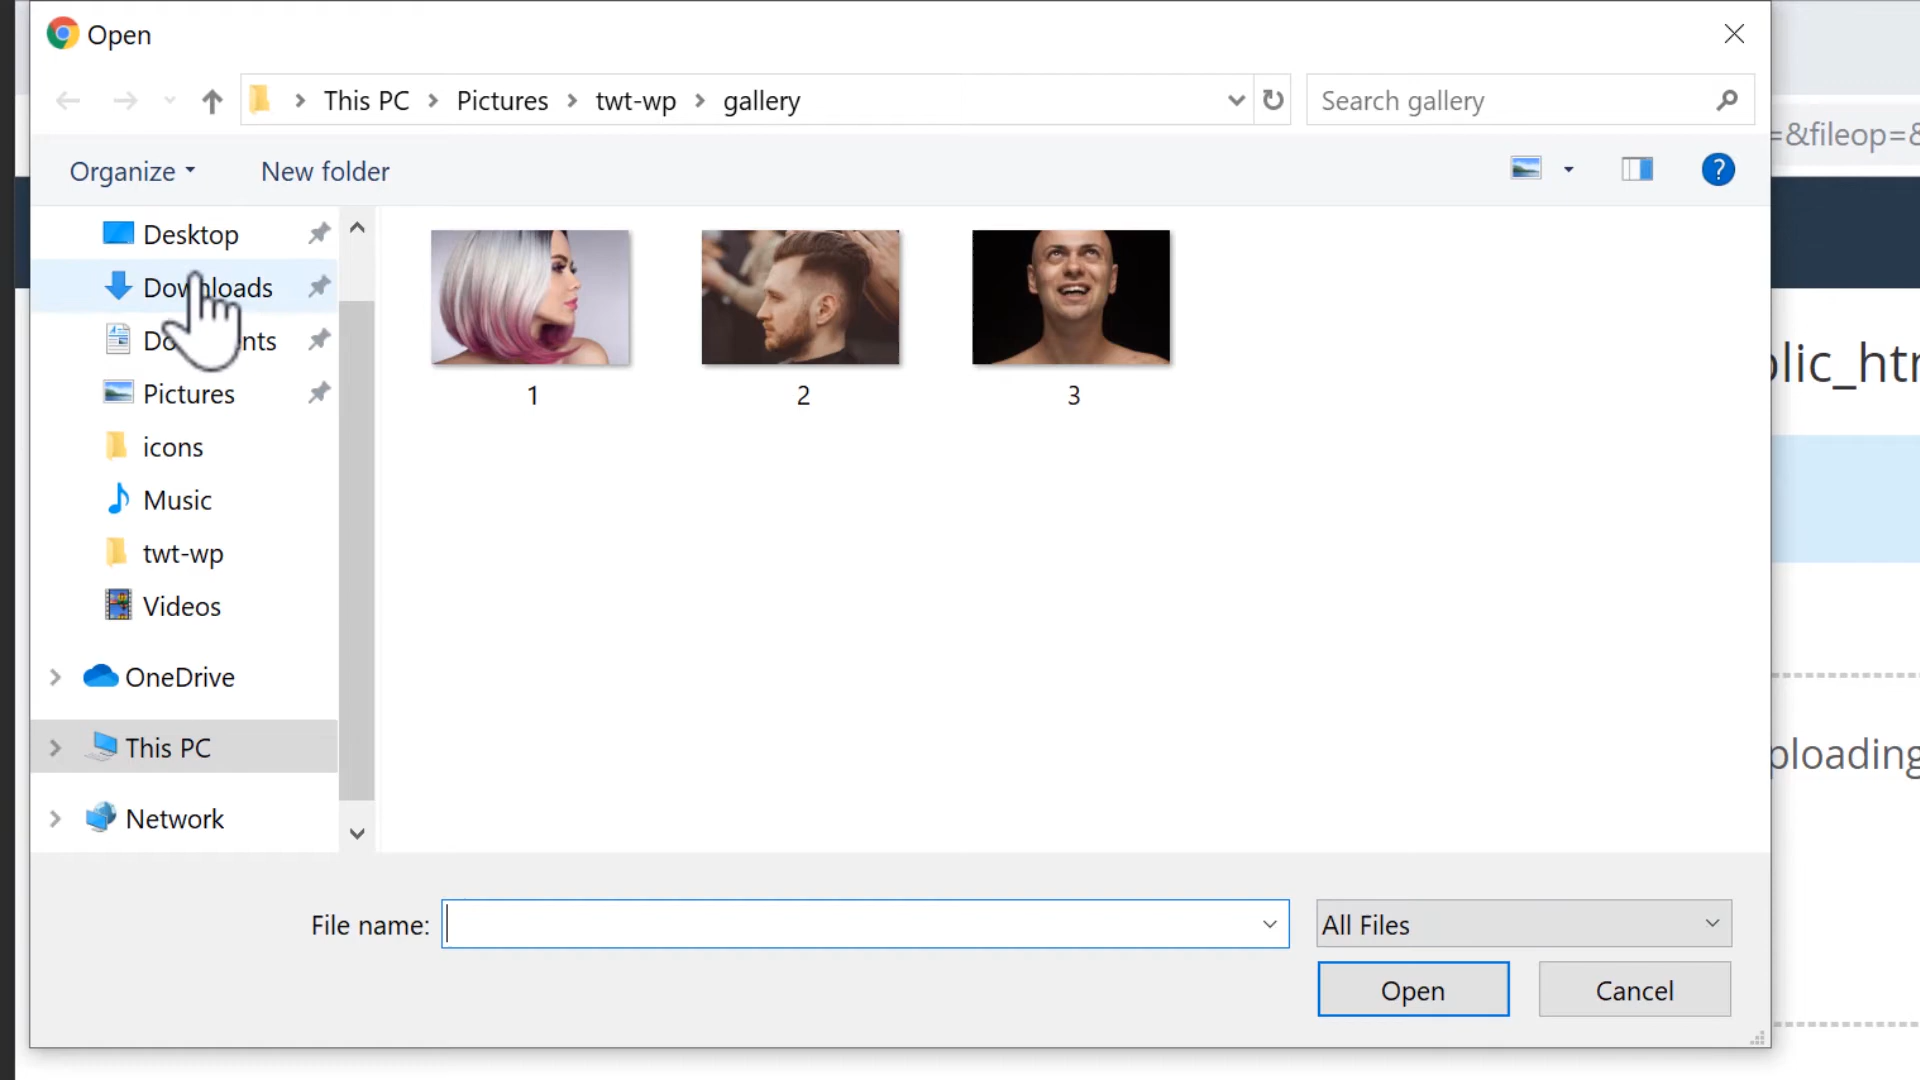 Open
This PC
Pictures
twt-wp
gallery
Search gallery
=&fileop=&
Organize
New folder
Desktop
Downloads
Documents
Pictures
icons
Music
twt-wp
Videos
OneDrive
This PC
Network
1
2
3
ploading
File name:
All Files
Open
Cancel